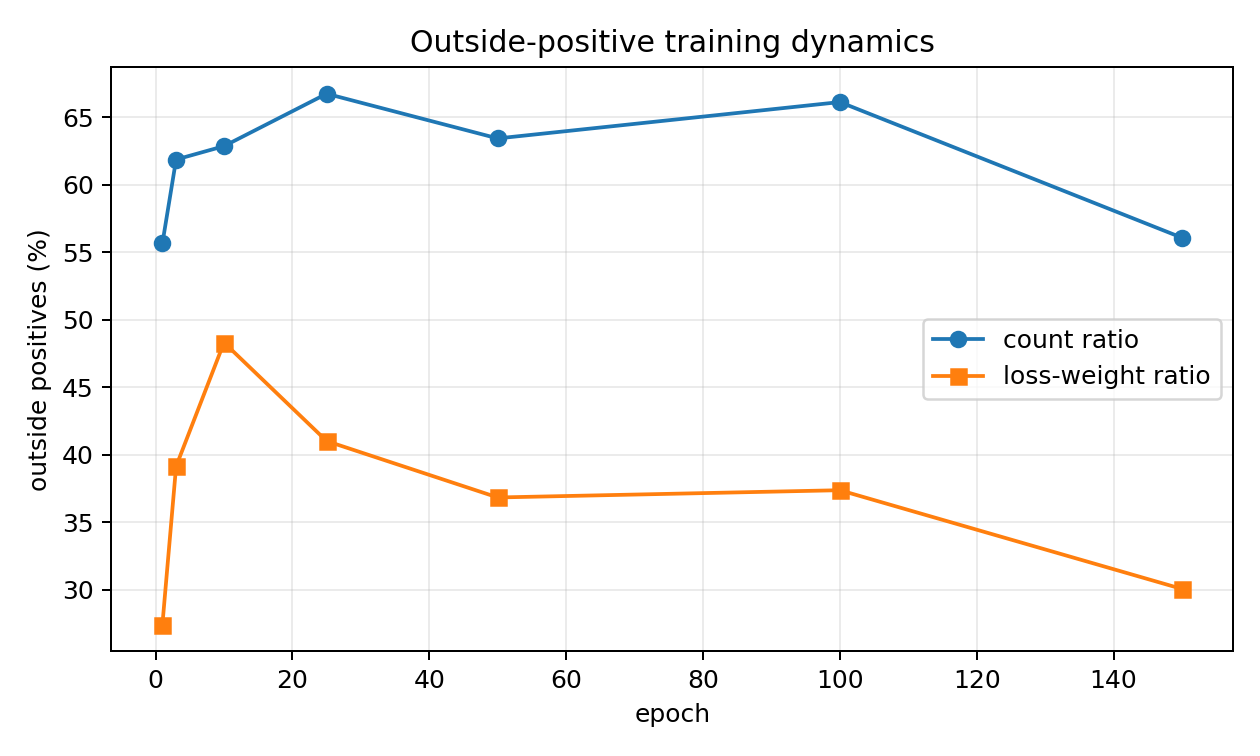 Outside-positive training dynamics
outside positives (%)
65
60
55
50
45
40
35
30
count ratio
loss-weight ratio
0 20 40 60 80 100 120 140
epoch